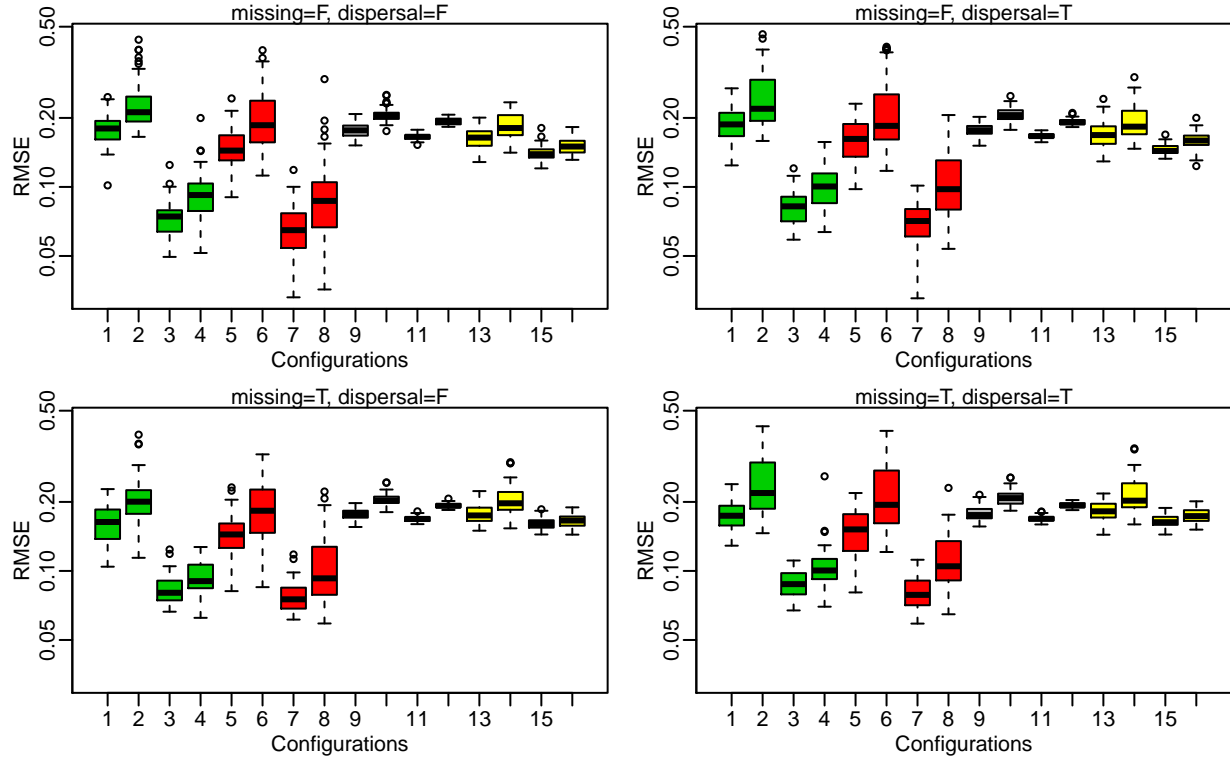 missing=F, dispersal=F
RMSE
0.50
0.20
0.10
0.05
1 2 3 4 5 6 7 8 9 11 13 15
Configurations
missing=F, dispersal=T
RMSE
0.50
0.20
0.10
0.05
1 2 3 4 5 6 7 8 9 11 13 15
Configurations
missing=T, dispersal=F
RMSE
0.50
0.20
0.10
0.05
1 2 3 4 5 6 7 8 9 11 13 15
Configurations
missing=T, dispersal=T
RMSE
0.50
0.20
0.10
0.05
1 2 3 4 5 6 7 8 9 11 13 15
Configurations